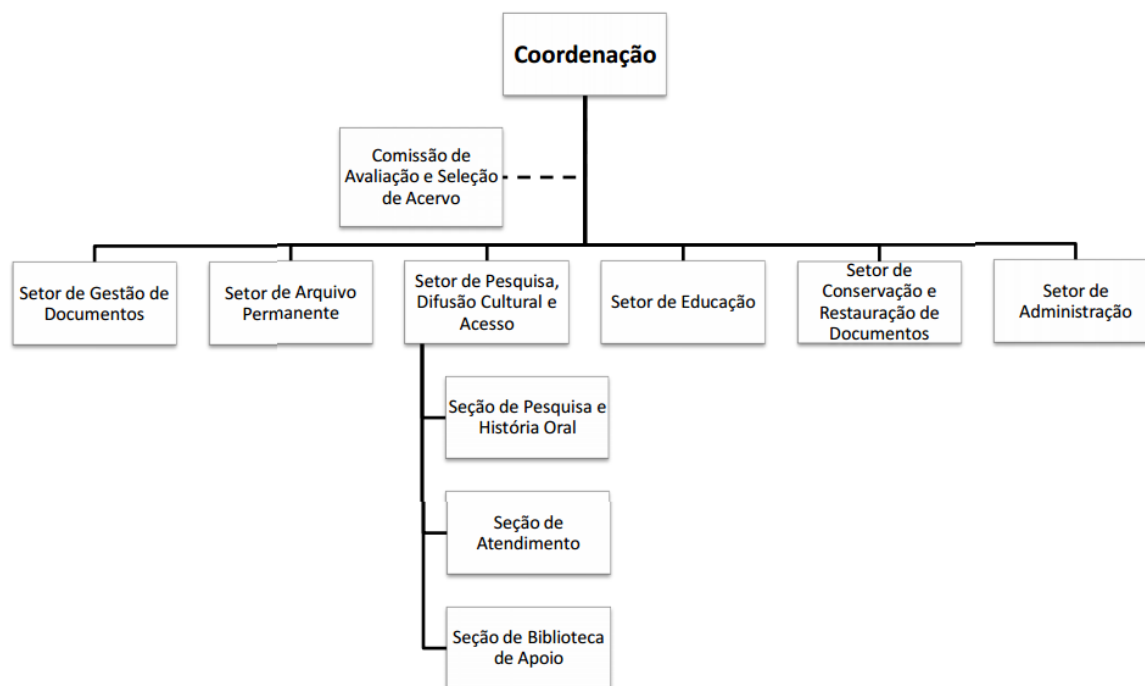 Coordenação
Comissão de
Avaliação e Seleção
de Acervo
Setor de Gestão de
Documentos
Setor de Arquivo
Permanente
Setor de Pesquisa,
Difusão Cultural e
Acesso
Setor de Educação
Setor de
Conservação e
Restauração de
Documentos
Setor de
Administração
Seção de Pesquisa e
História Oral
Seção de
Atendimento
Seção de Biblioteca
de Apoio